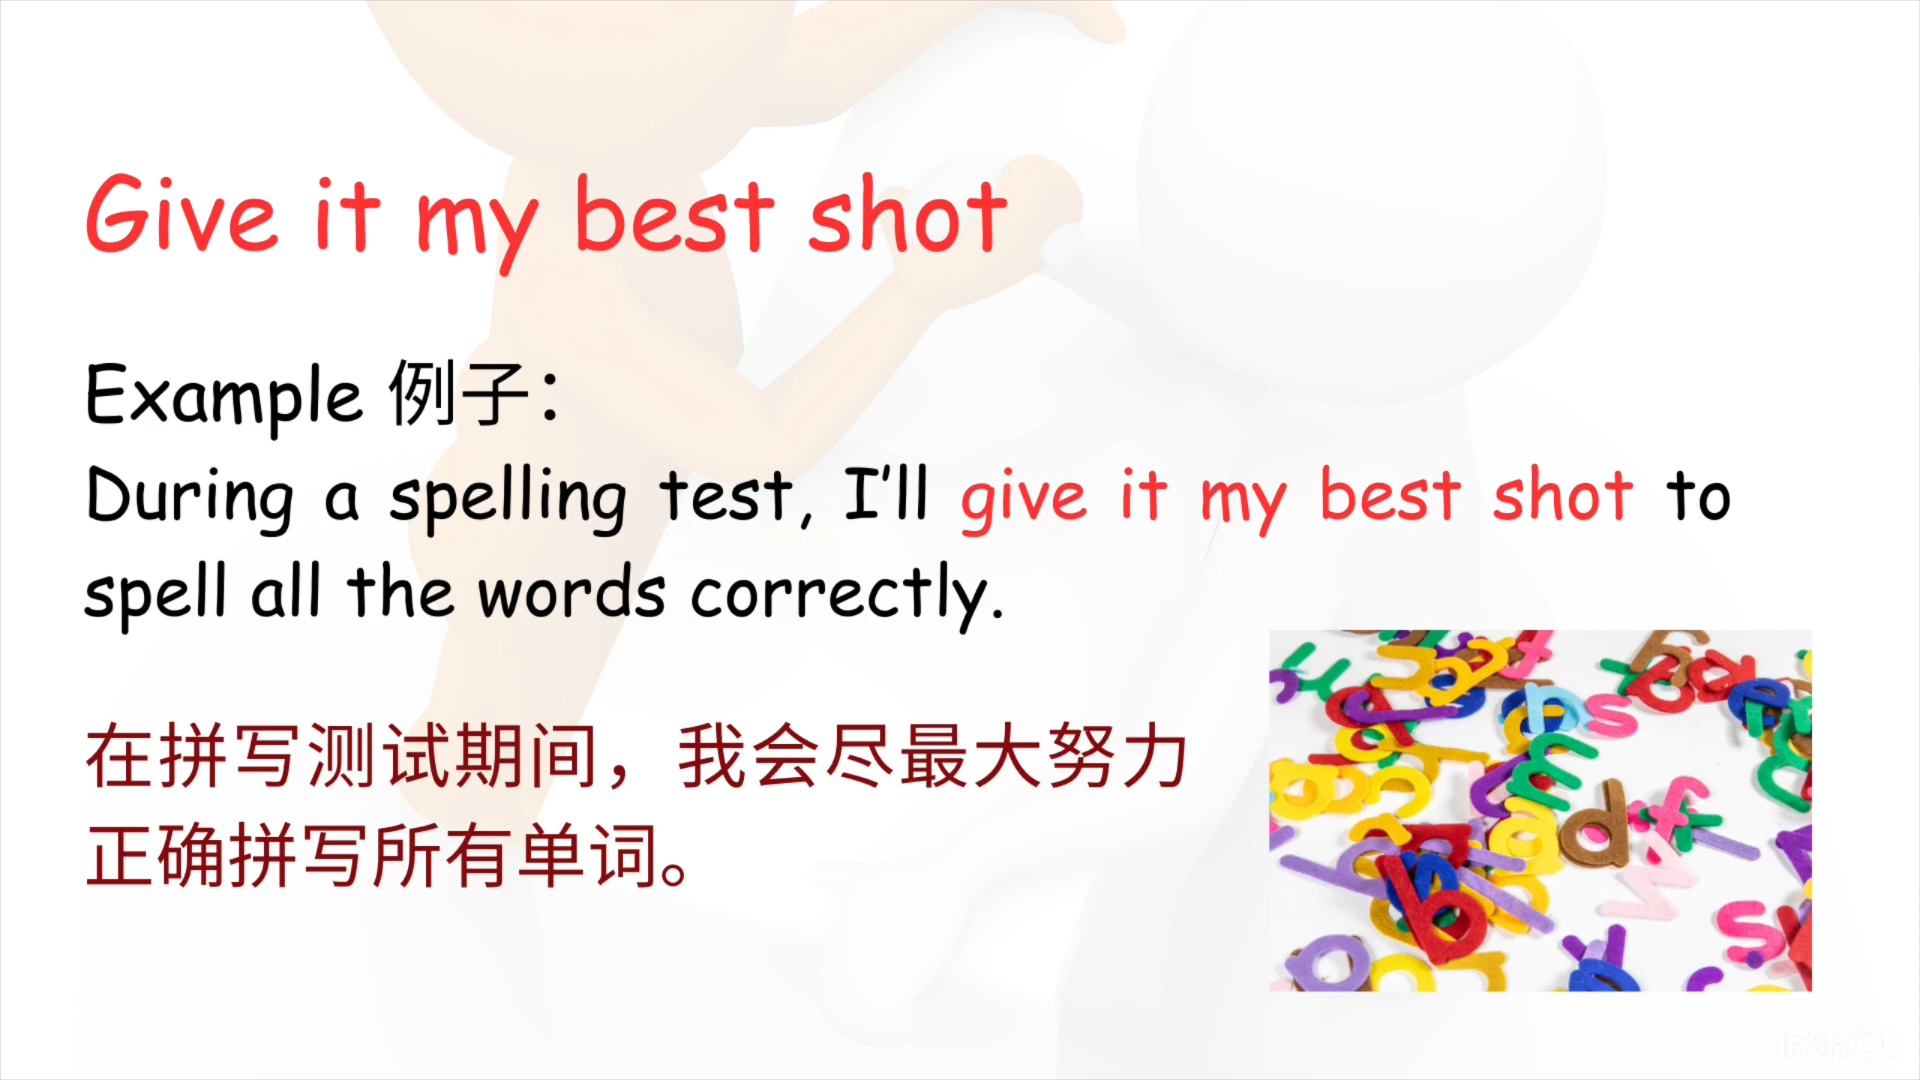 Give it my best shot
Example 例子：
During a spelling test, I’ll give it my best shot to
spell all the words correctly.
在拼写测试期间，我会尽最大努力
正确拼写所有单词。
InShOt